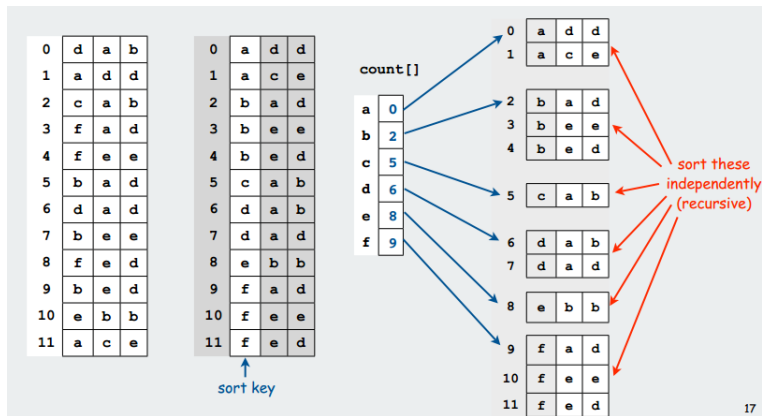 0 d a b
1 a d d
2 c a b
3 f a d
4 f e e
5 b a d
6 d a d
7 b e e
8 f e d
9 b e d
10 e b b
11 a c e
0 a d d
1 a c e
2 b a d
3 b e e
4 b e d
5 c a b
6 d a b
7 d a d
8 e b b
9 f a d
10 f e e
11 f e d
sort key
count[]
a 0
b 2
c 5
d 6
e 8
f 9
0 a d d
1 a c e
2 b a d
3 b e e
4 b e d
5 c a b
6 d a b
7 d a d
8 e b b
9 f a d
10 f e e
11 f e d
sort these
independently
(recursive)
17